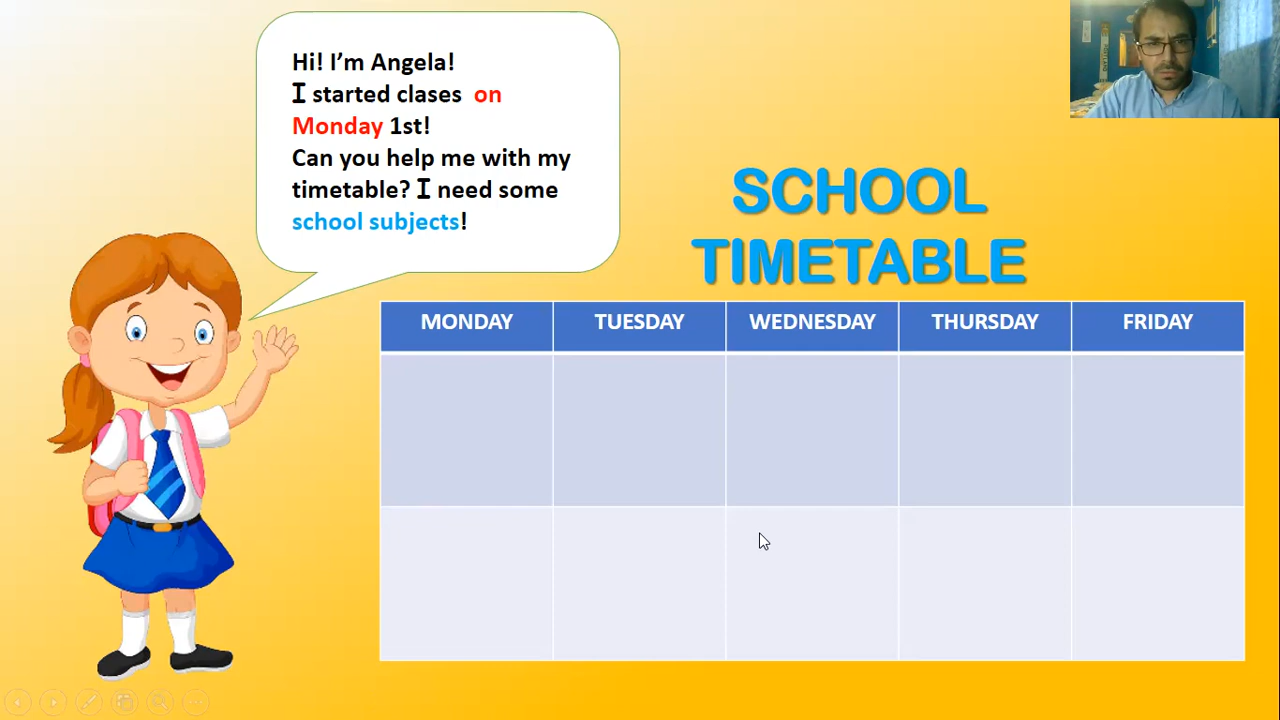 Hi! I'm Angela!
I started clases on
Monday 1st!
Can you help me with my
timetable? I need some
school subjects!
SCHOOL
TIMETABLE
MONDAY TUESDAY WEDNESDAY THURSDAY FRIDAY